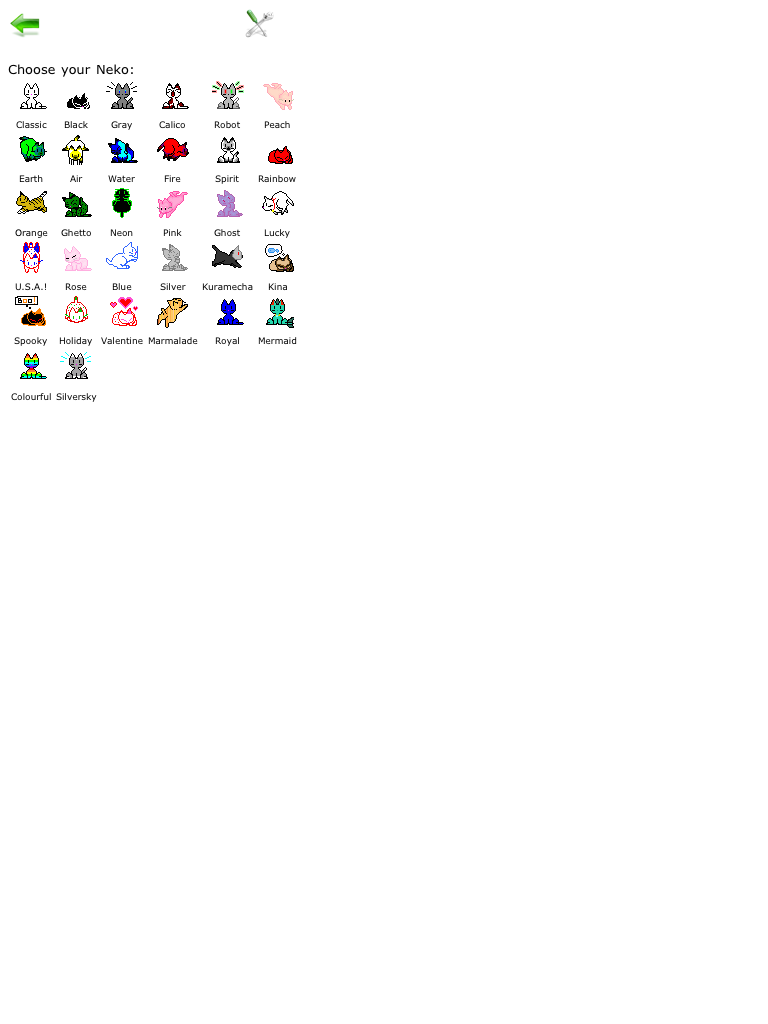 Choose your Neko:
Classic Black Gray Calico Robot Peach
Earth Air Water Fire Spirit Rainbow
Orange Ghetto Neon Pink Ghost Lucky
U.S.A.! Rose Blue Silver Kuramecha Kina
Boo!
Spooky Holiday Valentine Marmalade Royal Mermaid
Colourful Silversky